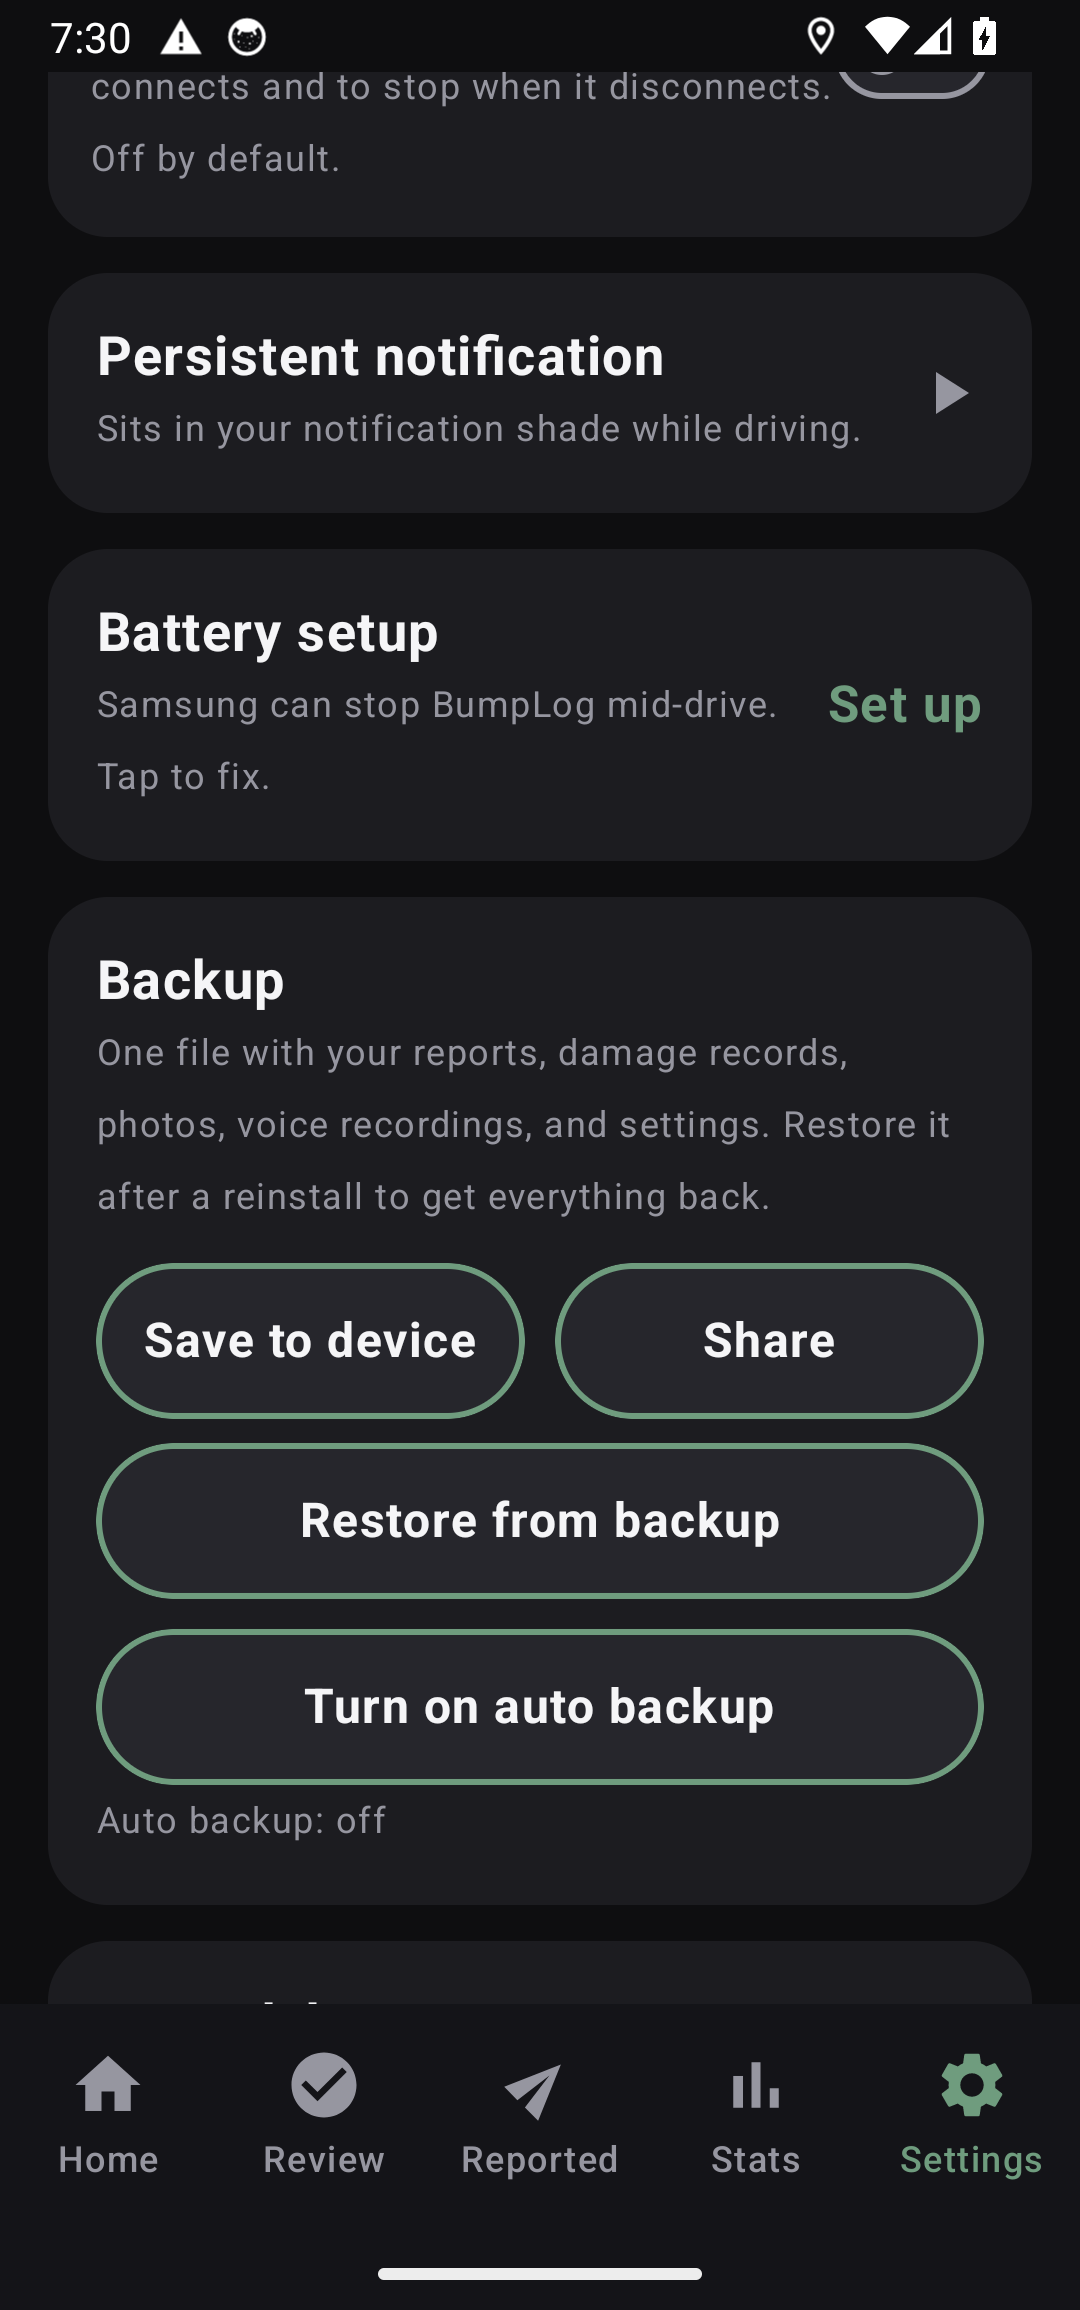 7:30
connects and to stop when it disconnects.
Off by default.
Persistent notification
Sits in your notification shade while driving.
Battery setup
Samsung can stop BumpLog mid-drive.
Tap to fix.
Set up
Backup
One file with your reports, damage records,
photos, voice recordings, and settings. Restore it
after a reinstall to get everything back.
Save to device
Share
Restore from backup
Turn on auto backup
Auto backup: off
Home
Review
Reported
Stats
Settings